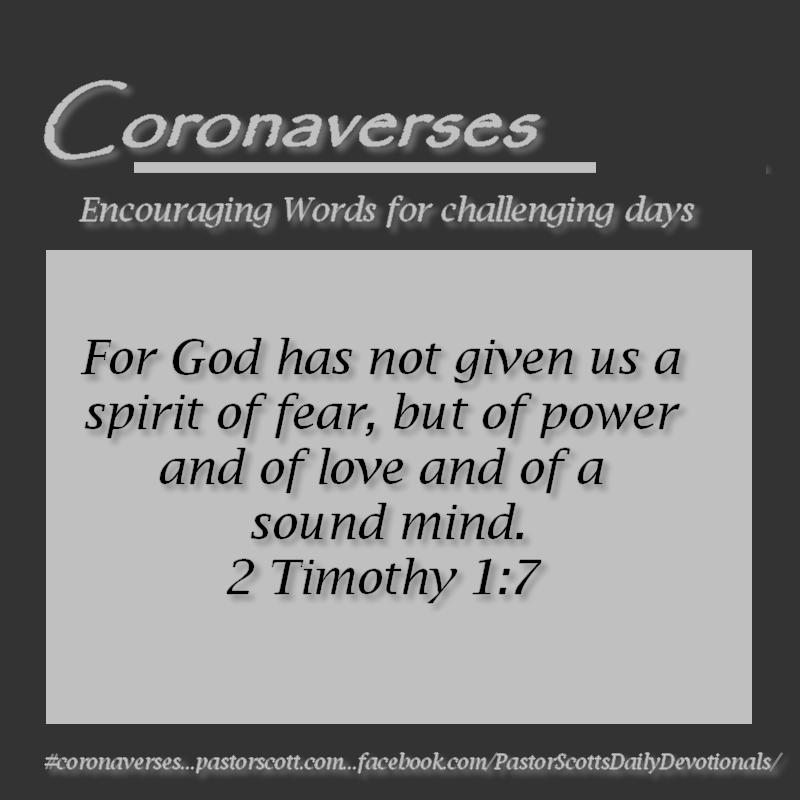 Coronaverses
Encouraging Words for challenging days
For God has not given us a
spirit of fear, but of power
and of love and of a
sound mind.
2 Timothy 1:7
#coronaverses...pastorscott.com...facebook.com/PastorScottsDailyDevotionals/